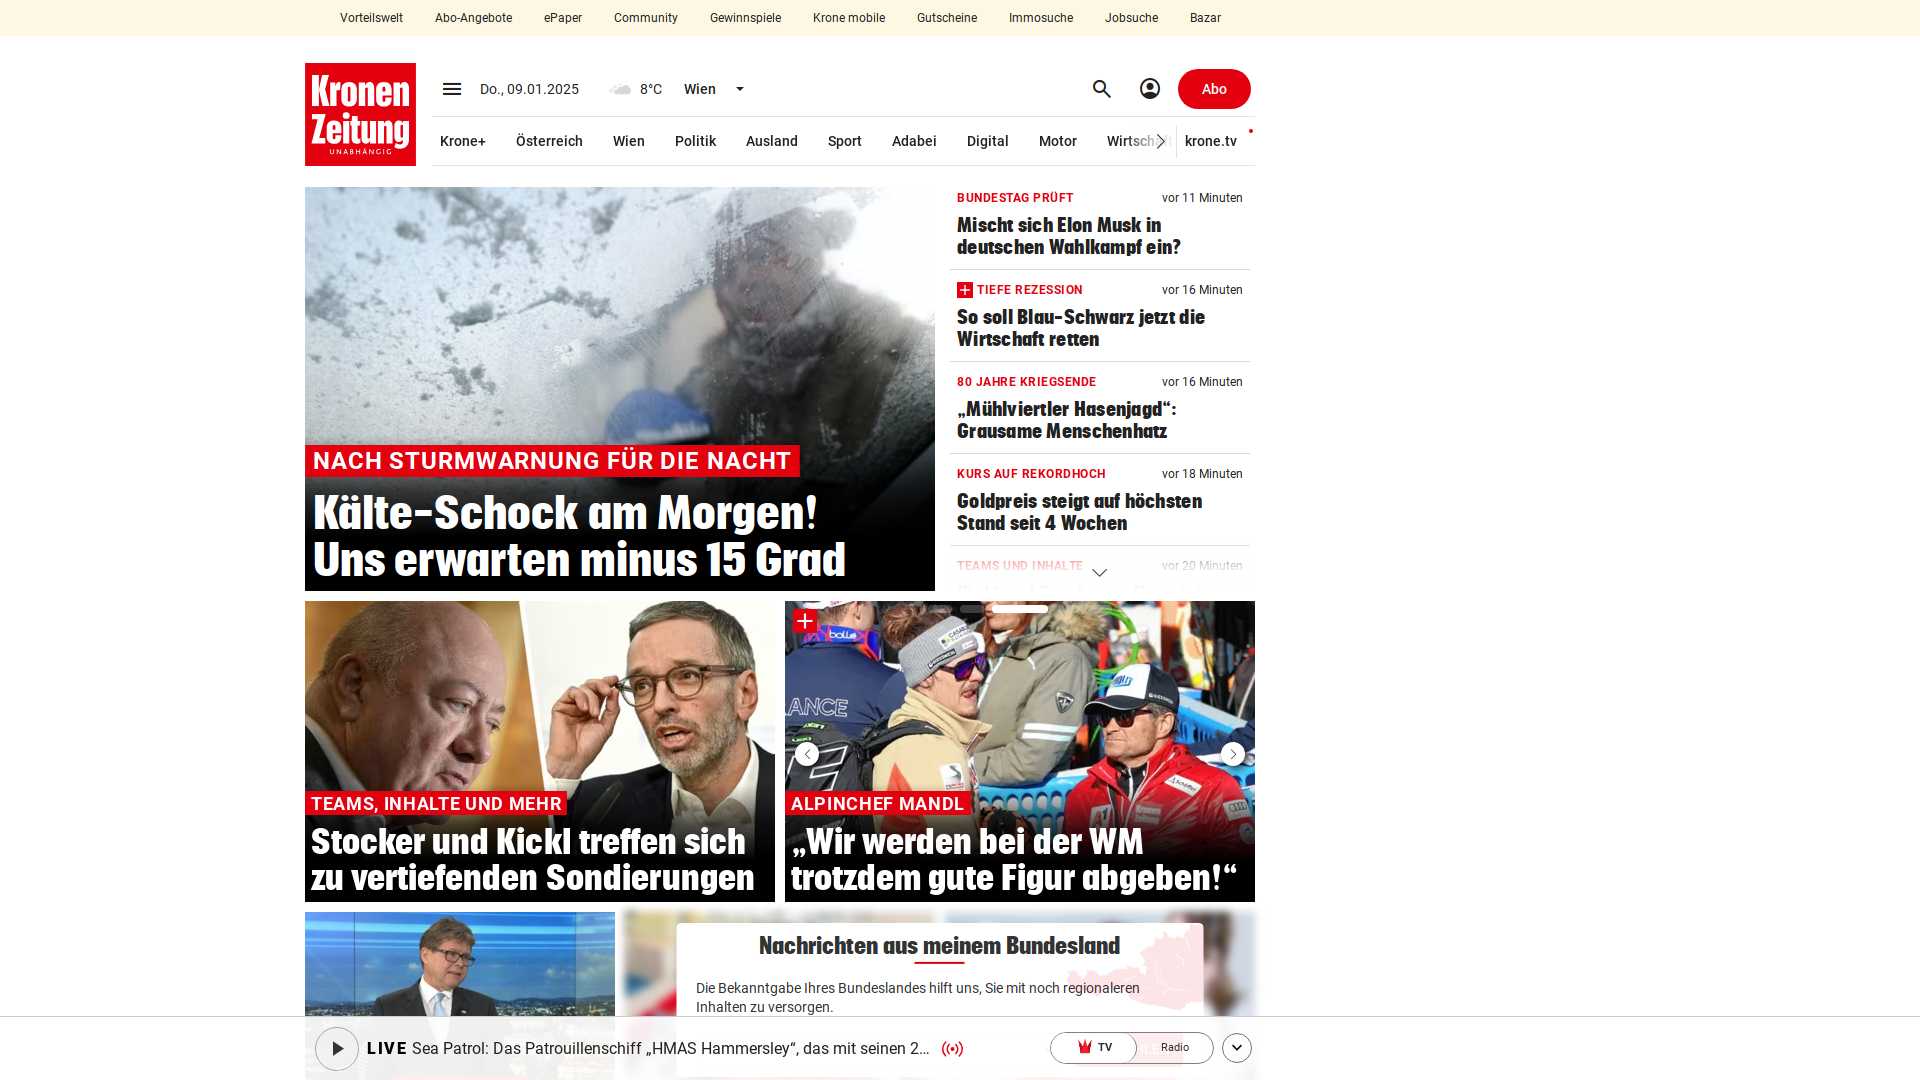 Vorteilswelt Abo-Angebote ePaper Community Gewinnspiele Krone mobile Gutscheine Immosuche Jobsuche Bazar
Kronen
Zeitung
UNABHÄNGIG
Do., 09.01.2025 8°C Wien
Abo
Krone+ Österreich Wien Politik Ausland Sport Adabei Digital Motor krone.tv
NACH STURMWARNUNG FÜR DIE NACHT
Kälte-Schock am Morgen!
Uns erwarten minus 15 Grad
BUNDESTAG PRÜFT vor 11 Minuten
Mischt sich Elon Musk in
deutschen Wahlkampf ein?
TIEFE REZESSION vor 16 Minuten
So soll Blau-Schwarz jetzt die
Wirtschaft retten
80 JAHRE KRIEGSENDE vor 16 Minuten
„Mühlviertler Hasenjagd“:
Grausame Menschenhatz
KURS AUF REKORDHOCH vor 18 Minuten
Goldpreis steigt auf höchsten
Stand seit 4 Wochen
TEAMS UND INHALTE vor 20 Minuten
TEAMS, INHALTE UND MEHR
Stocker und Kickl treffen sich
zu vertiefenden Sondierungen
ALPINCHEF MANDL
„Wir werden bei der WM
trotzdem gute Figur abgeben!“
Nachrichten aus meinem Bundesland
Die Bekanntgabe Ihres Bundeslandes hilft uns, Sie mit noch regionaleren
Inhalten zu versorgen.
LIVE Sea Patrol: Das Patrouillenschiff „HMAS Hammersley“, das mit seinen 2...
TV Radio